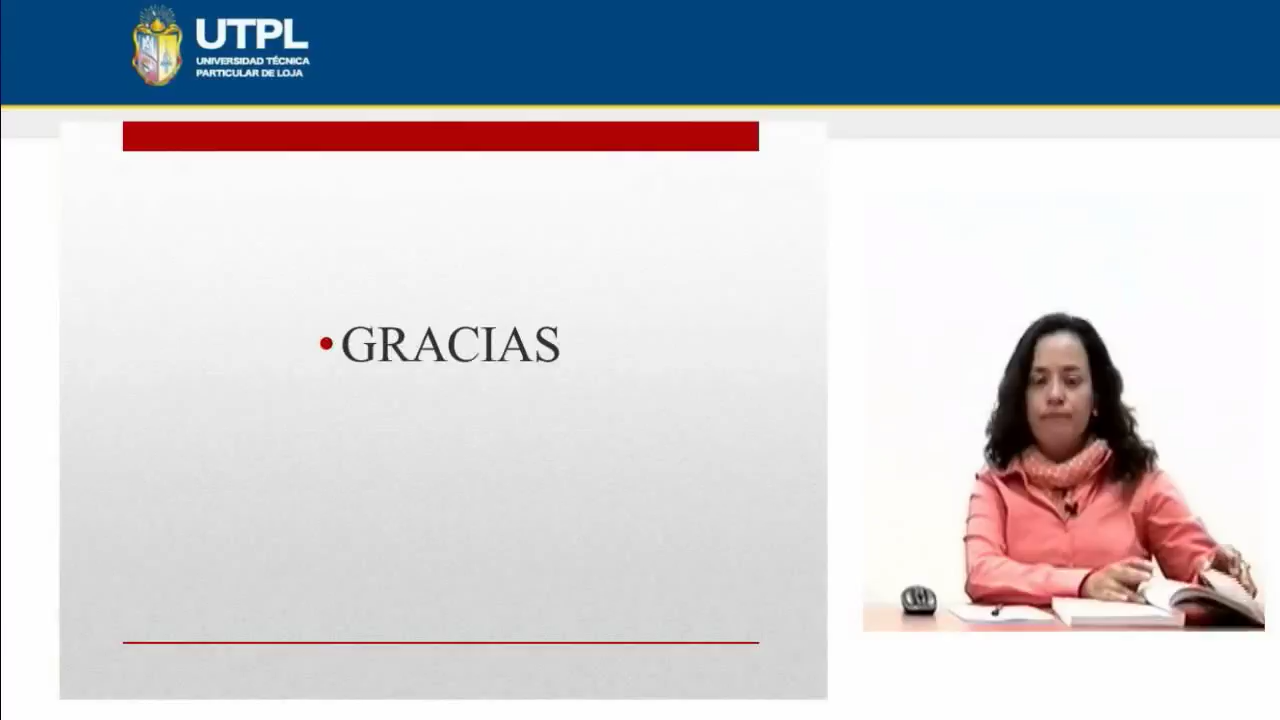 UTPL
UNIVERSIDAD TÉCNICA
PARTICULAR DE LOJA
• GRACIAS